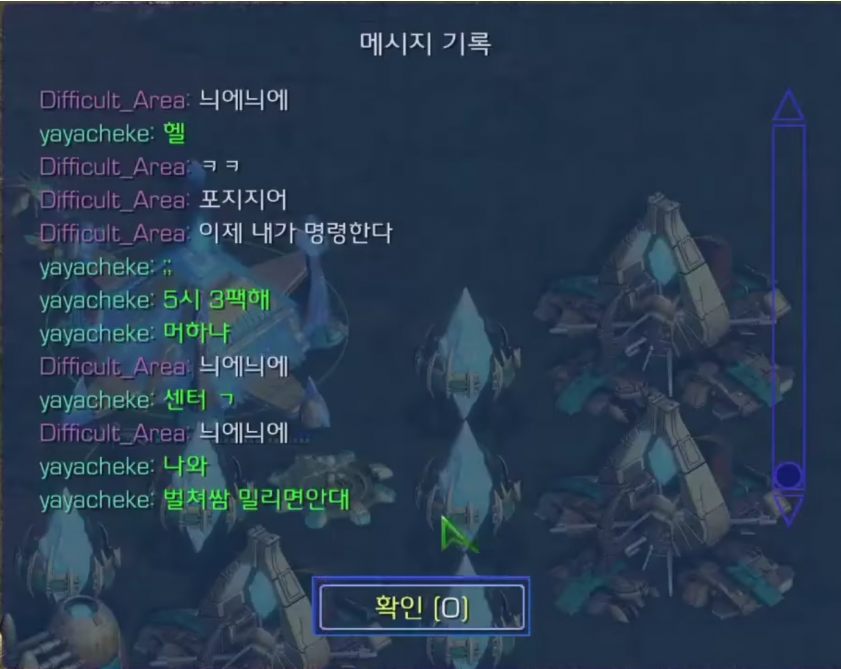 메시지 기록
Difficult_Area: 늬에늬에
yayacheke: 헬
Difficult_Area: ㅋㅋ
Difficult_Area: 포지지어
Difficult_Area: 이제 내가 명령한다
yayacheke: ;;
yayacheke: 5시 3팩해
yayacheke: 머하냐
Difficult_Area: 늬에늬에
yayacheke: 센터 ㄱ
Difficult_Area: 늬에늬에
yayacheke: 나와
yayacheke: 벌쳐쌈 밀리면안대
확인 (O)